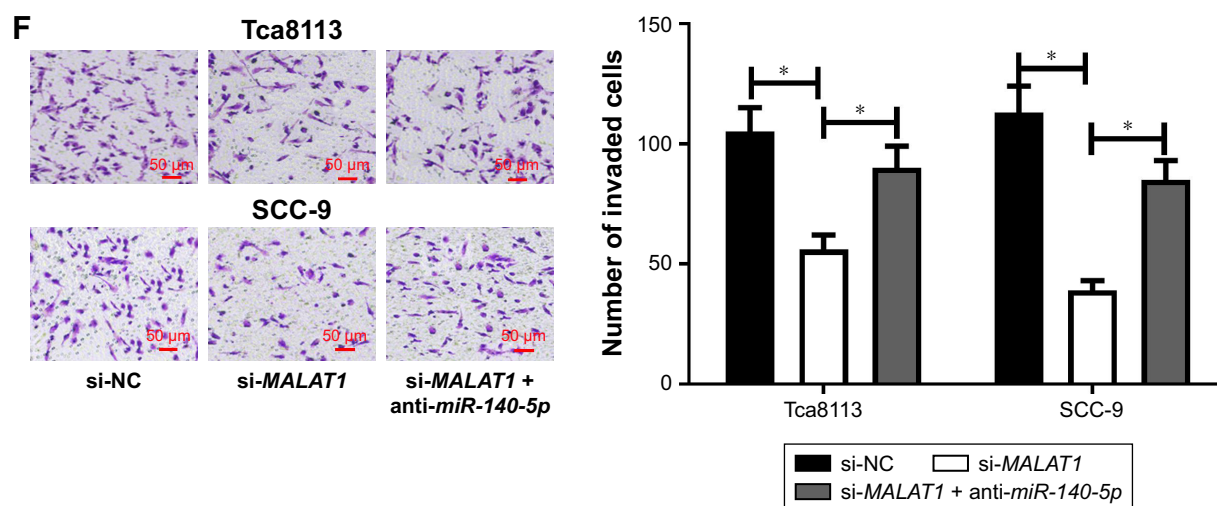 F
Tca8113
50 µm
50 µm
50 µm
SCC-9
50 µm
50 µm
50 µm
si-NC
si-MALAT1
si-MALAT1 +
anti-miR-140-5p
Number of invaded cells
150
100
50
0
*
*
*
*
Tca8113
SCC-9
si-NC
si-MALAT1
si-MALAT1 + anti-miR-140-5p